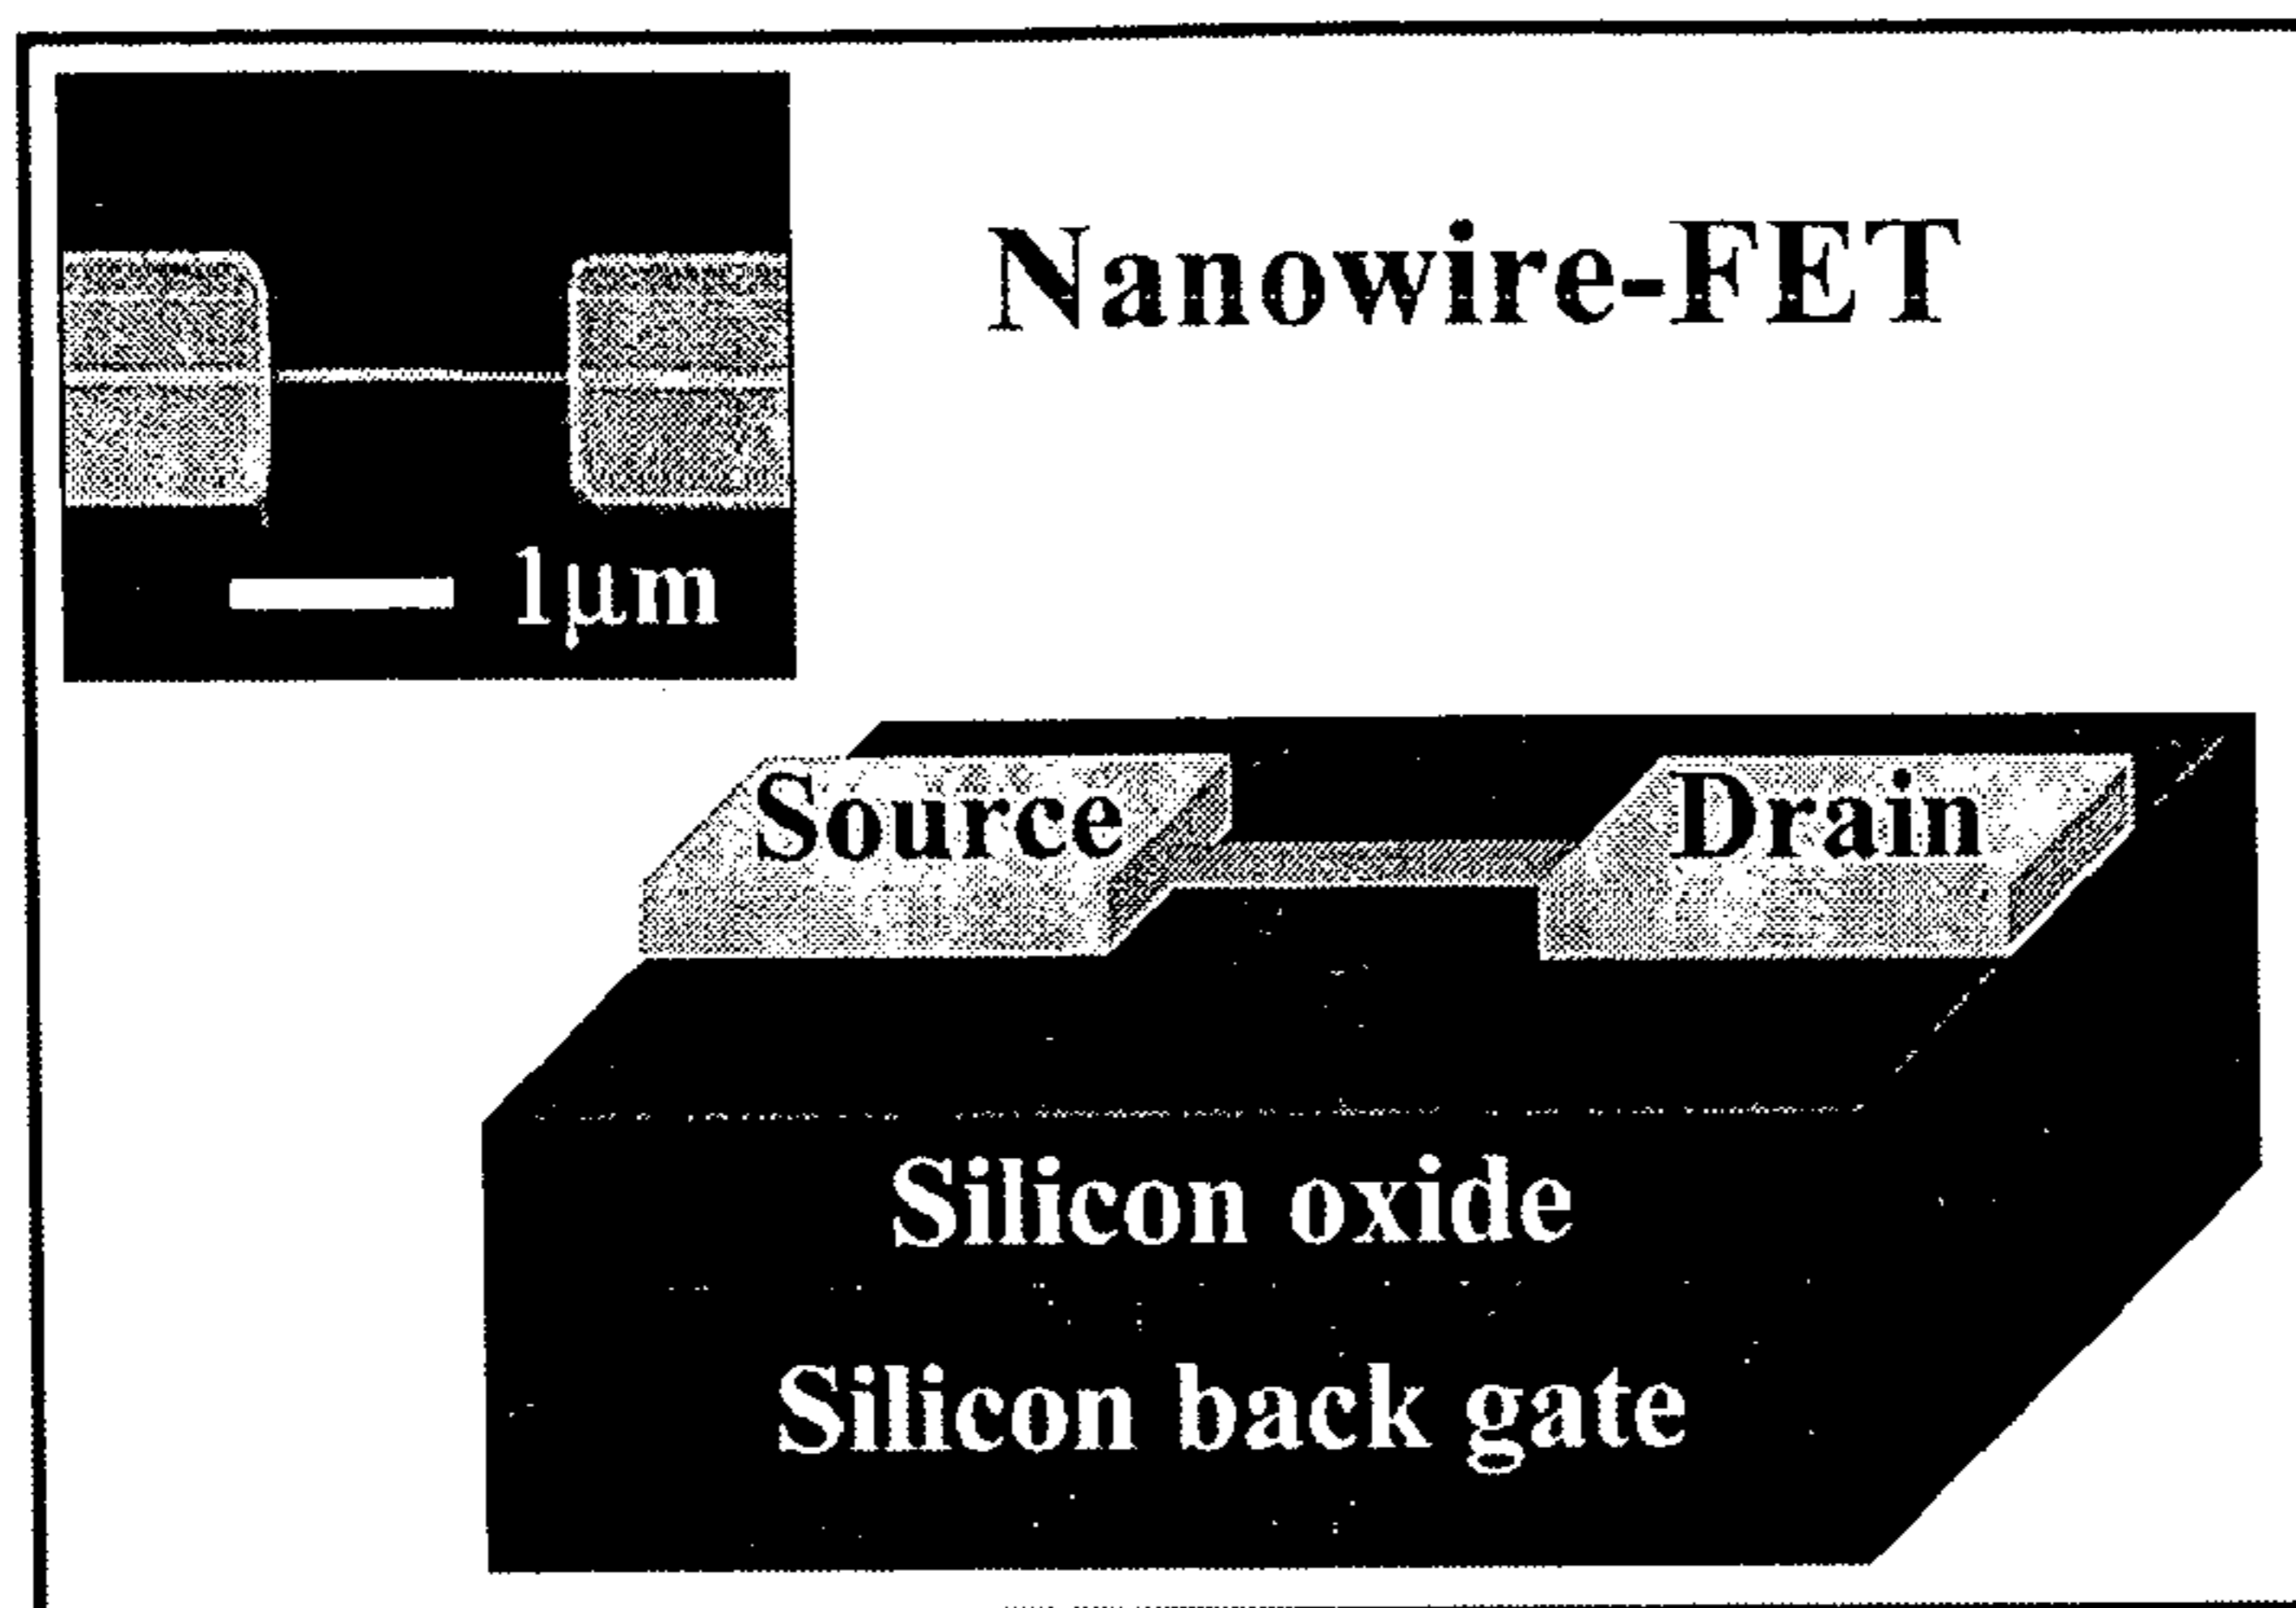 Nanowire-FET
1μm
Source
Drain
Silicon oxide
Silicon back gate